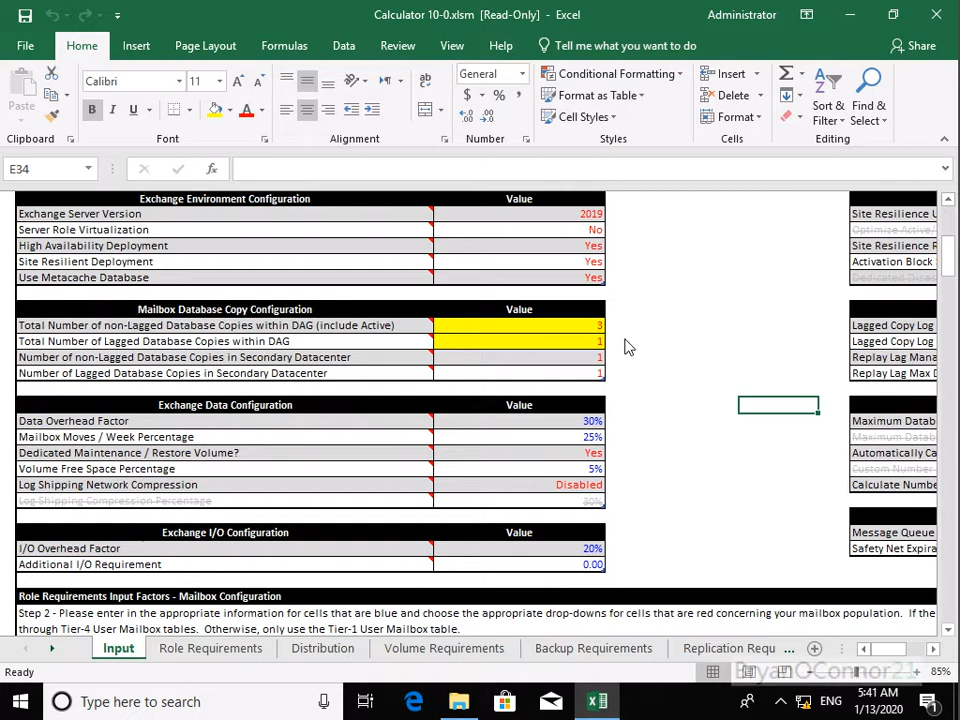 Calculator 10-0.xlsm [Read-Only] - Excel
Administrator
File Home Insert Page Layout Formulas Data Review View Help Tell me what you want to do Share
Calibri 11 General Conditional Formatting Insert
Paste Format as Table Delete Sort & Filter Find & Select
B I U Cell Styles Format
Clipboard Font Alignment Number Styles Cells Editing
E34
Exchange Environment Configuration Value
Exchange Server Version 2019 Site Resilience U
Server Role Virtualization No Optimize Active/
High Availability Deployment Yes Site Resilience R
Site Resilient Deployment Yes Activation Block
Use Metacache Database Yes Dedicated Disas
Mailbox Database Copy Configuration Value
Total Number of non-Lagged Database Copies within DAG (include Active) 3 Lagged Copy Log
Total Number of Lagged Database Copies within DAG 1 Lagged Copy Log
Number of non-Lagged Database Copies in Secondary Datacenter 1 Replay Lag Mana
Number of Lagged Database Copies in Secondary Datacenter 1 Replay Lag Max D
Exchange Data Configuration Value
Data Overhead Factor 30% Maximum Datab
Mailbox Moves / Week Percentage 25% Maximum Datab
Dedicated Maintenance / Restore Volume? Yes Automatically Ca
Volume Free Space Percentage 5% Custom Number
Log Shipping Network Compression Disabled Calculate Numbe
Log Shipping Compression Percentage 30%
Exchange I/O Configuration Value Message Queue
I/O Overhead Factor 20% Safety Net Expira
Additional I/O Requirement 0.00
Role Requirements Input Factors - Mailbox Configuration
Step 2 - Please enter in the appropriate information for cells that are blue and choose the appropriate drop-downs for cells that are red concerning your mailbox population. If the
through Tier-4 User Mailbox tables. Otherwise, only use the Tier-1 User Mailbox table.
Input Role Requirements Distribution Volume Requirements Backup Requirements Replication Requ ...
Ready 85%
BryanOConnor21
Type here to search ENG 5:41 AM
1/13/2020
1